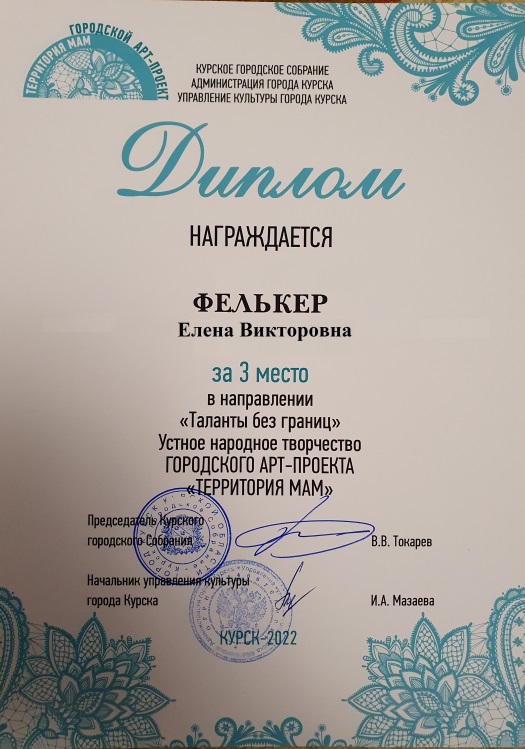 ГОРОДСКОЙ АРТ-ПРОЕКТ
ТЕРРИТОРИЯ МАМ
КУРСКОЕ ГОРОДСКОЕ СОБРАНИЕ
АДМИНИСТРАЦИЯ ГОРОДА КУРСКА
УПРАВЛЕНИЕ КУЛЬТУРЫ ГОРОДА КУРСКА
Диплом
НАГРАЖДАЕТСЯ
ФЕЛЬКЕР
Елена Викторовна
за 3 место
в направлении
«Таланты без границ»
Устное народное творчество
ГОРОДСКОГО АРТ-ПРОЕКТА
«ТЕРРИТОРИЯ МАМ»
Председатель Курского
городского Собрания
В.В. Токарев
Начальник управления культуры
города Курска
И.А. Мазаева
КУРСК-2022